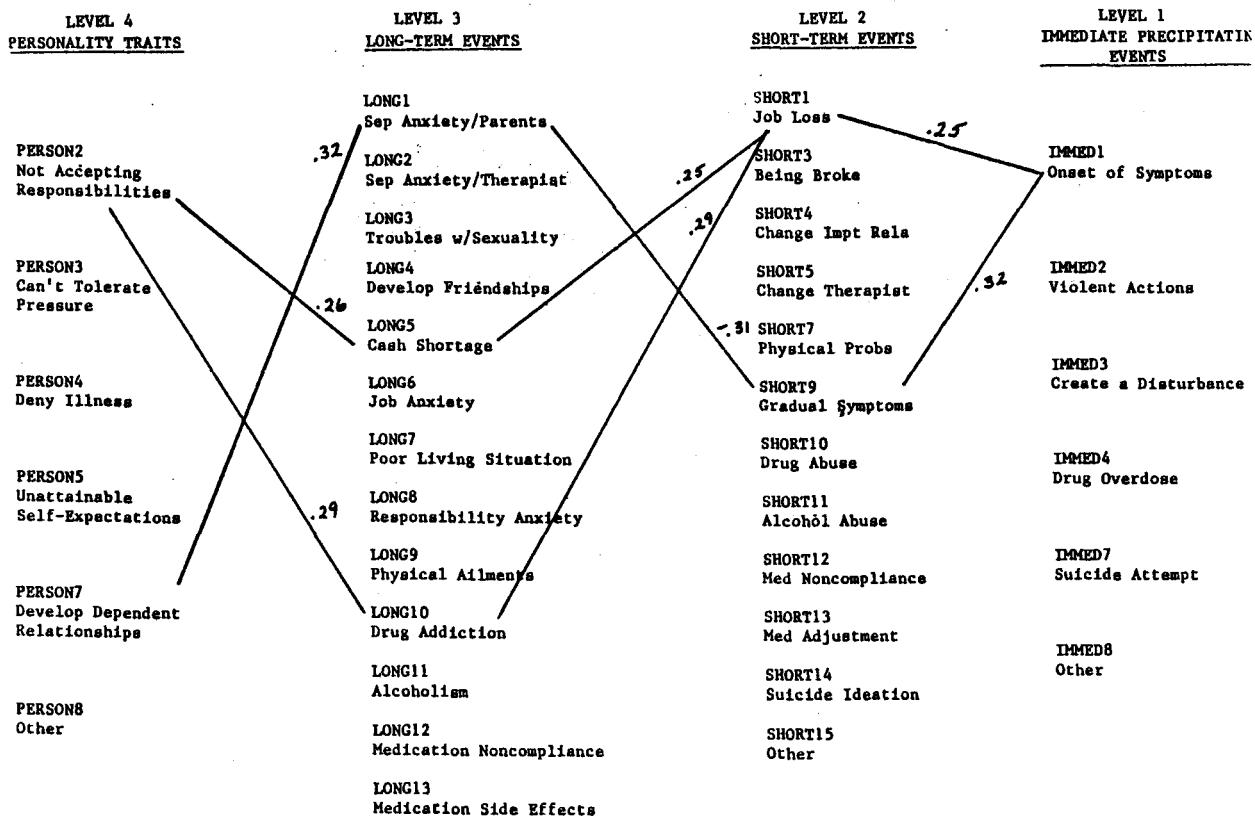 LEVEL 4
PERSONALITY TRAITS
PERSON2
Not Accepting
Responsibilities
PERSON3
Can't Tolerate
Pressure
PERSON4
Deny Illness
PERSON5
Unattainable
Self-Expectations
PERSON7
Develop Dependent
Relationships
PERSON8
Other
.32
.26
.29
LEVEL 3
LONG-TERM EVENTS
LONG1
Sep Anxiety/Parents
LONG2
Sep Anxiety/Therapist
LONG3
Troubles w/Sexuality
LONG4
Develop Friendships
LONG5
Cash Shortage
LONG6
Job Anxiety
LONG7
Poor Living Situation
LONG8
Responsibility Anxiety
LONG9
Physical Ailments
LONG10
Drug Addiction
LONG11
Alcoholism
LONG12
Medication Noncompliance
LONG13
Medication Side Effects
.25
.29
-.31
LEVEL 2
SHORT-TERM EVENTS
SHORT1
Job Loss
SHORT3
Being Broke
SHORT4
Change Impt Rela
SHORT5
Change Therapist
SHORT7
Physical Probs
SHORT9
Gradual Symptoms
SHORT10
Drug Abuse
SHORT11
Alcohol Abuse
SHORT12
Med Noncompliance
SHORT13
Med Adjustment
SHORT14
Suicide Ideation
SHORT15
Other
.25
.32
LEVEL 1
IMMEDIATE PRECIPITATIN
EVENTS
IMMED1
Onset of Symptoms
IMMED2
Violent Actions
IMMED3
Create a Disturbance
IMMED4
Drug Overdose
IMMED7
Suicide Attempt
IMMED8
Other